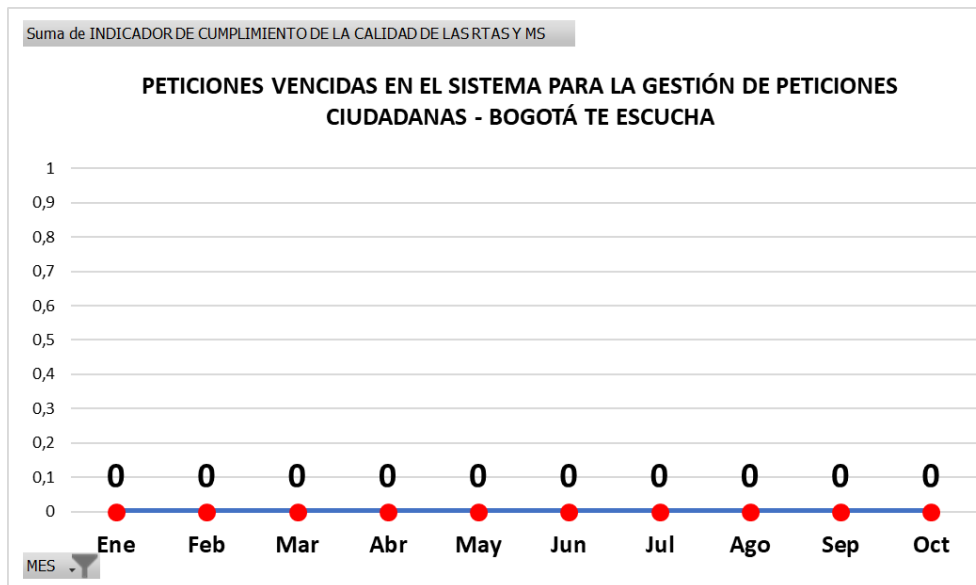 Suma de INDICADOR DE CUMPLIMIENTO DE LA CALIDAD DE LAS RTAS Y MS
PETICIONES VENCIDAS EN EL SISTEMA PARA LA GESTIÓN DE PETICIONES
CIUDADANAS - BOGOTÁ TE ESCUCHA
1
0,9
0,8
0,7
0,6
0,5
0,4
0,3
0,2
0,1
0
0 0 0 0 0 0 0 0 0 0
Ene Feb Mar Abr May Jun Jul Ago Sep Oct
MES